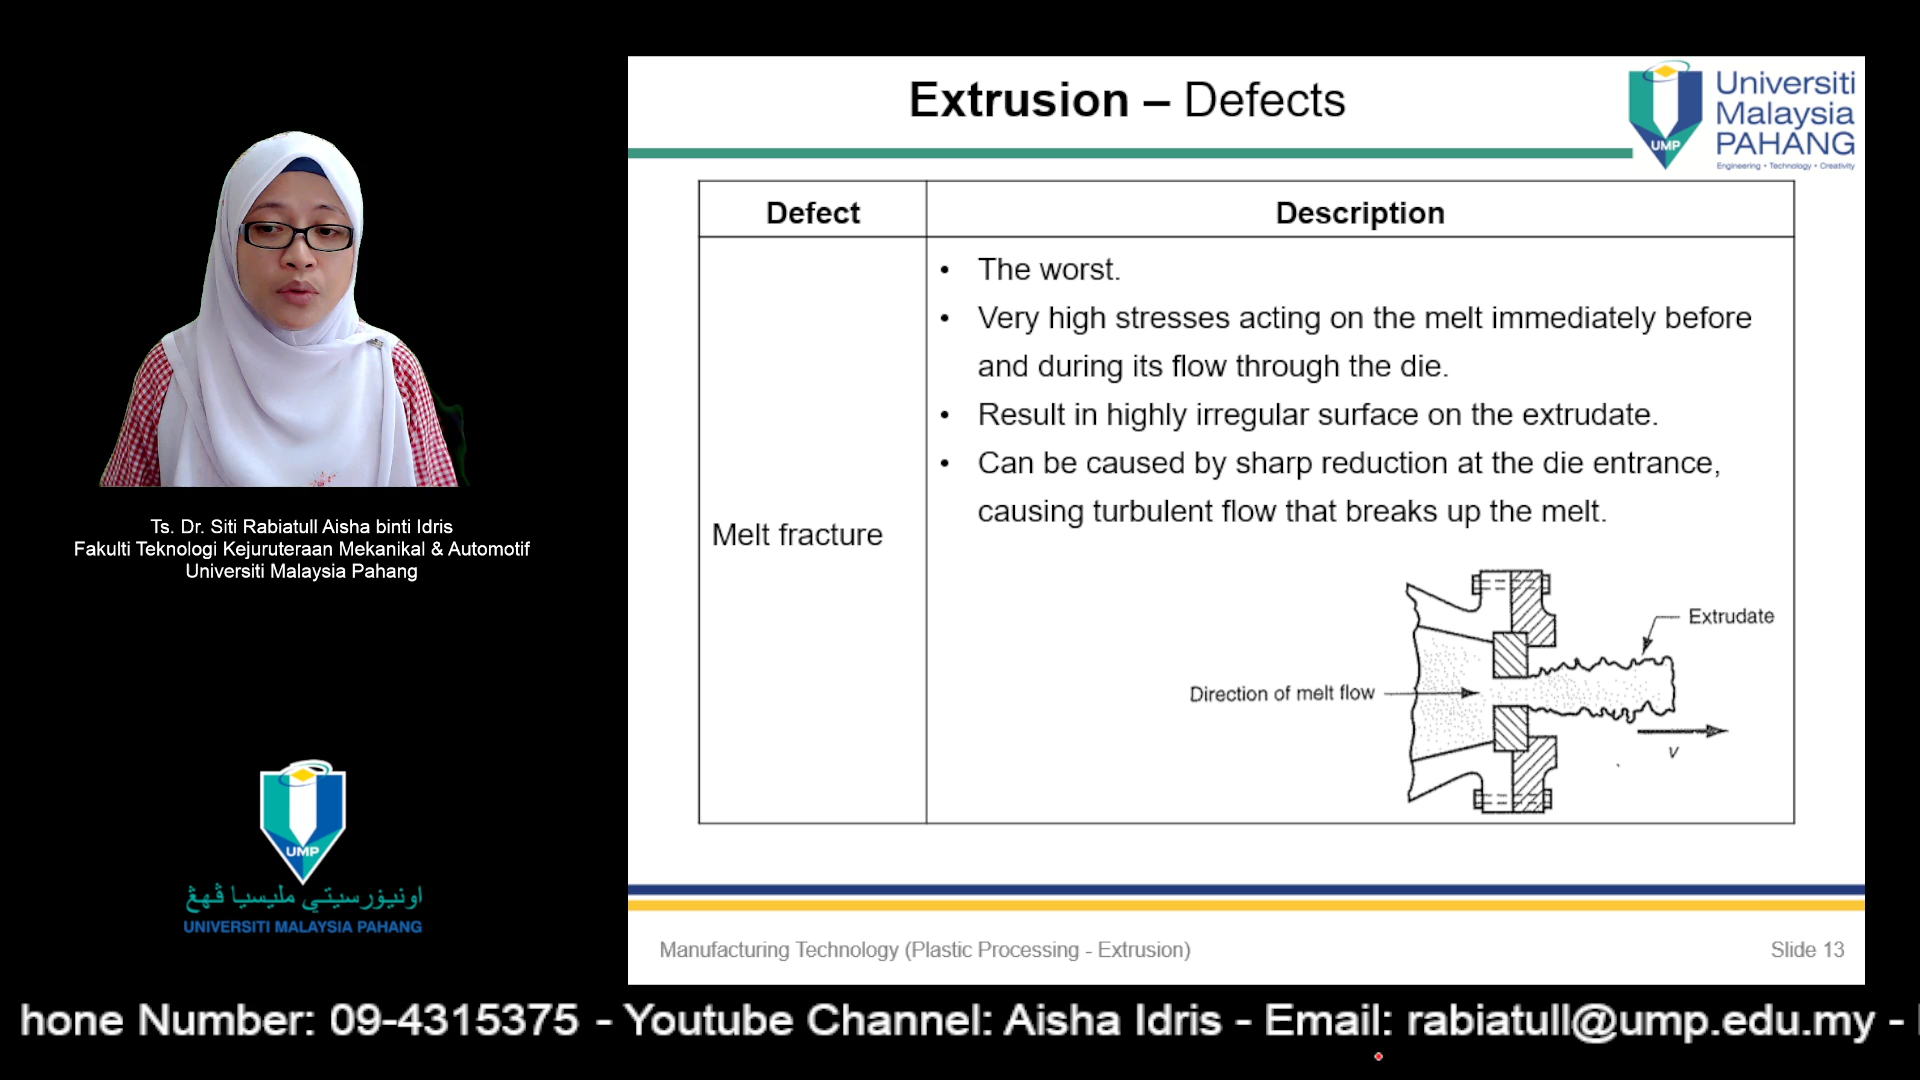 Extrusion – Defects
Universiti
Malaysia
PAHANG
Engineering • Technology • Creativity
UMP
Defect
Description
Melt fracture
• The worst.
• Very high stresses acting on the melt immediately before
and during its flow through the die.
• Result in highly irregular surface on the extrudate.
• Can be caused by sharp reduction at the die entrance,
causing turbulent flow that breaks up the melt.
Extrudate
Direction of melt flow
v
Manufacturing Technology (Plastic Processing - Extrusion)
Slide 13
Ts. Dr. Siti Rabiatull Aisha binti Idris
Fakulti Teknologi Kejuruteraan Mekanikal & Automotif
Universiti Malaysia Pahang
UMP
اونيۏرسيتي مليسيا ڤهڠ
UNIVERSITI MALAYSIA PAHANG
hone Number: 09-4315375 - Youtube Channel: Aisha Idris - Email: rabiatull@ump.edu.my -